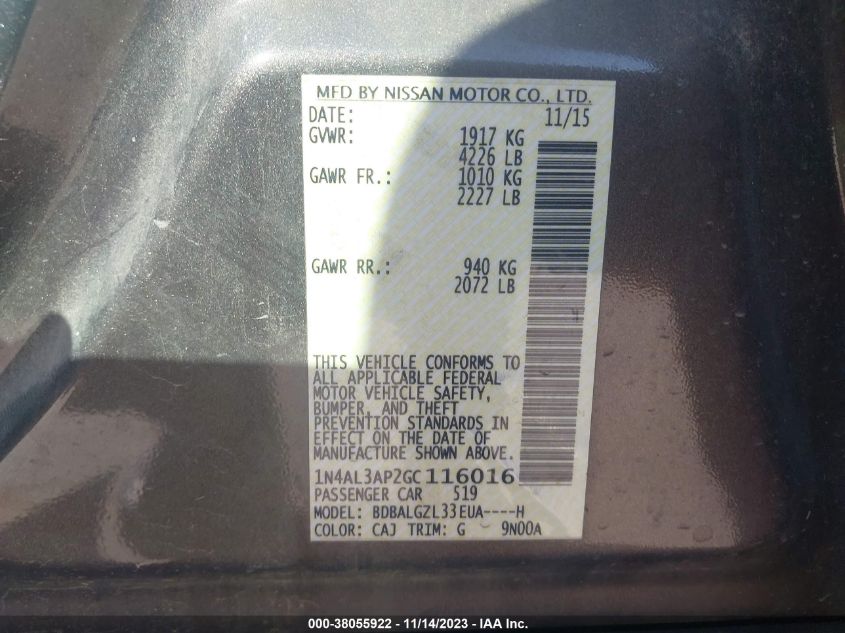 MFD BY NISSAN MOTOR CO., LTD.
DATE: 11/15
GVWR: 1917 KG
4226 LB
GAWR FR.: 1010 KG
2227 LB
GAWR RR.: 940 KG
2072 LB
THIS VEHICLE CONFORMS TO
ALL APPLICABLE FEDERAL
MOTOR VEHICLE SAFETY,
BUMPER, AND THEFT
PREVENTION STANDARDS IN
EFFECT ON THE DATE OF
MANUFACTURE SHOWN ABOVE.
1N4AL3AP2GC116016
PASSENGER CAR 519
MODEL: BDBALGZL33EUA----H
COLOR: CAJ TRIM: G 9N00A
000-38055922 - 11/14/2023 - IAA Inc.